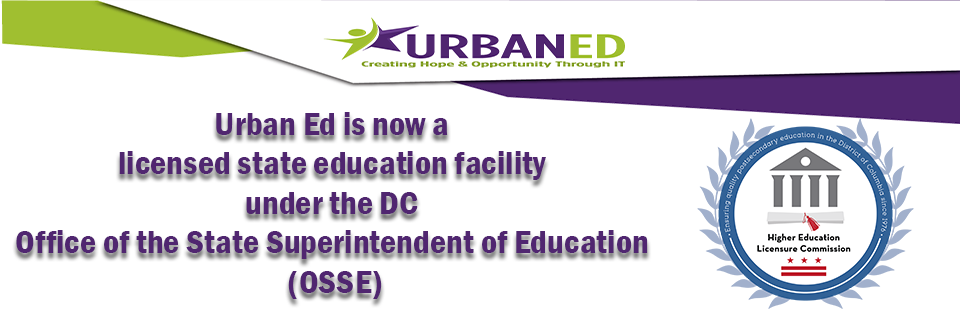 URBANED
Creating Hope & Opportunity Through IT
Urban Ed is now a
licensed state education facility
under the DC
Office of the State Superintendent of Education
(OSSE)
Ensuring quality postsecondary education in the District of Columbia since 1976
Higher Education
Licensure Commission